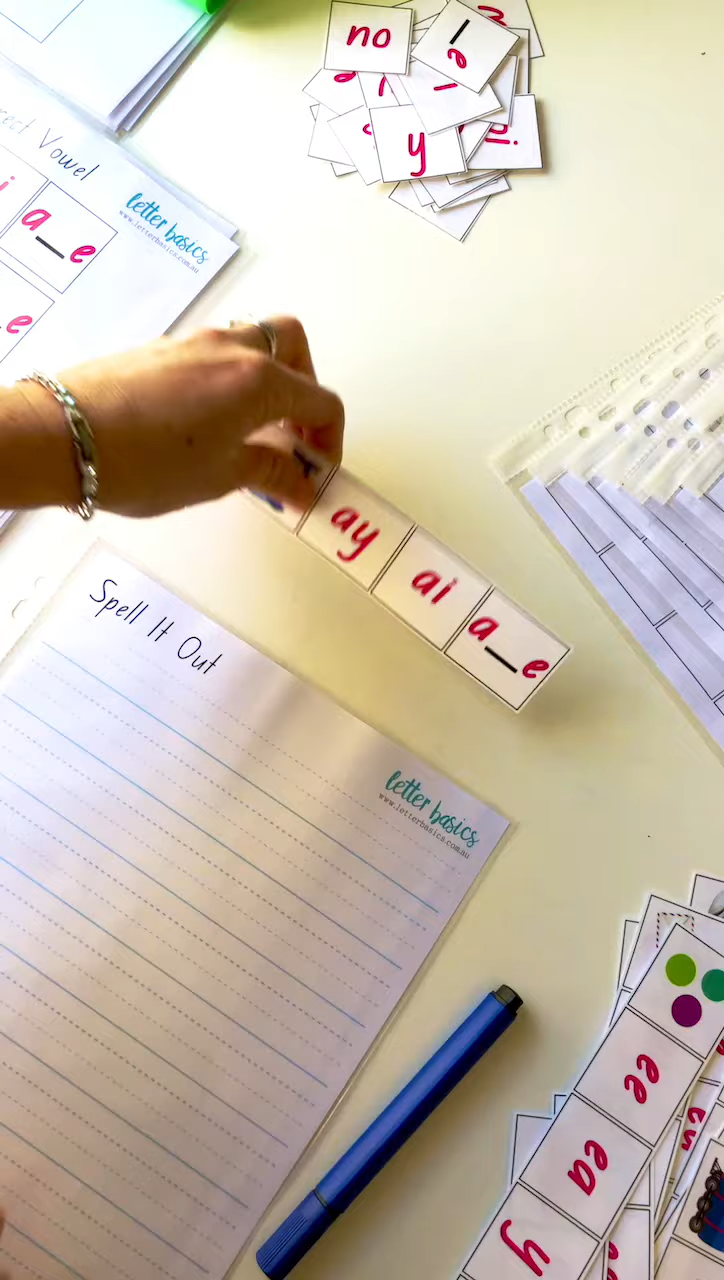 no
e
y
rect Vowel
i
a_e
e
letter basics
www.letterbasics.com.au
ay
ai
a_e
Spell It Out
letter basics
www.letterbasics.com.au
ee
ea
y